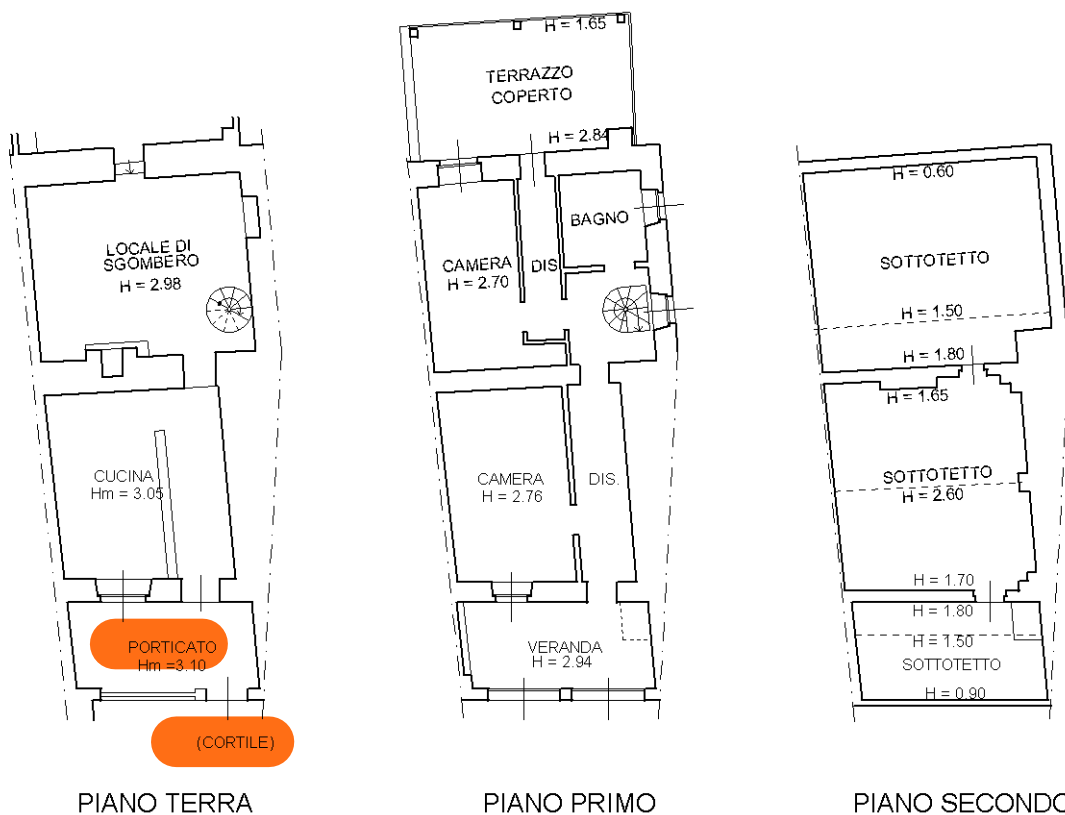 LOCALE DI
SGOMBERO
H = 2.98
CUCINA
Hm = 3.05
PORTICATO
Hm =3.10
(CORTILE)
PIANO TERRA
H = 1.65
TERRAZZO
COPERTO
H = 2.84
BAGNO
CAMERA
H = 2.70
DIS.
CAMERA
H = 2.76
DIS.
VERANDA
H = 2.94
PIANO PRIMO
H = 0.60
SOTTOTETTO
H = 1.50
H = 1.80
H = 1.65
SOTTOTETTO
H = 2.60
H = 1.70
H = 1.80
H = 1.50
SOTTOTETTO
H = 0.90
PIANO SECONDO